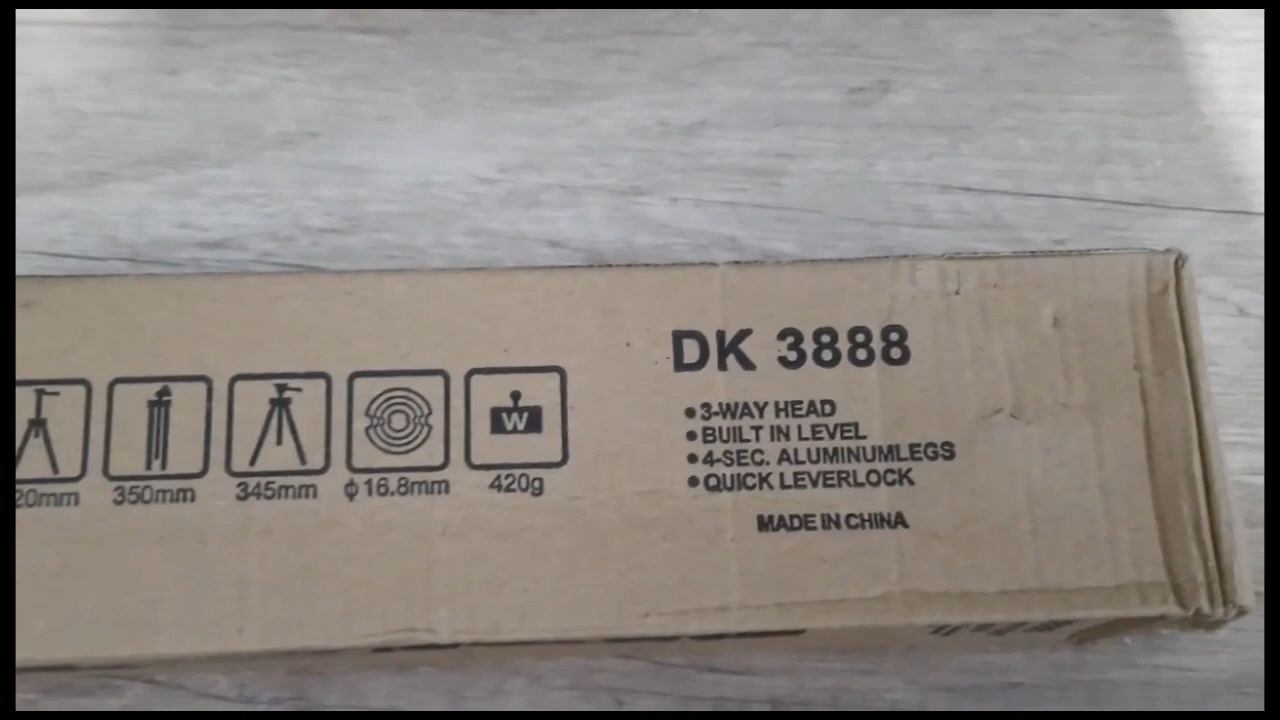 DK 3888
•3-WAY HEAD
•BUILT IN LEVEL
•4-SEC. ALUMINUMLEGS
•QUICK LEVERLOCK
MADE IN CHINA
W
20mm 350mm 345mm ϕ16.8mm 420g